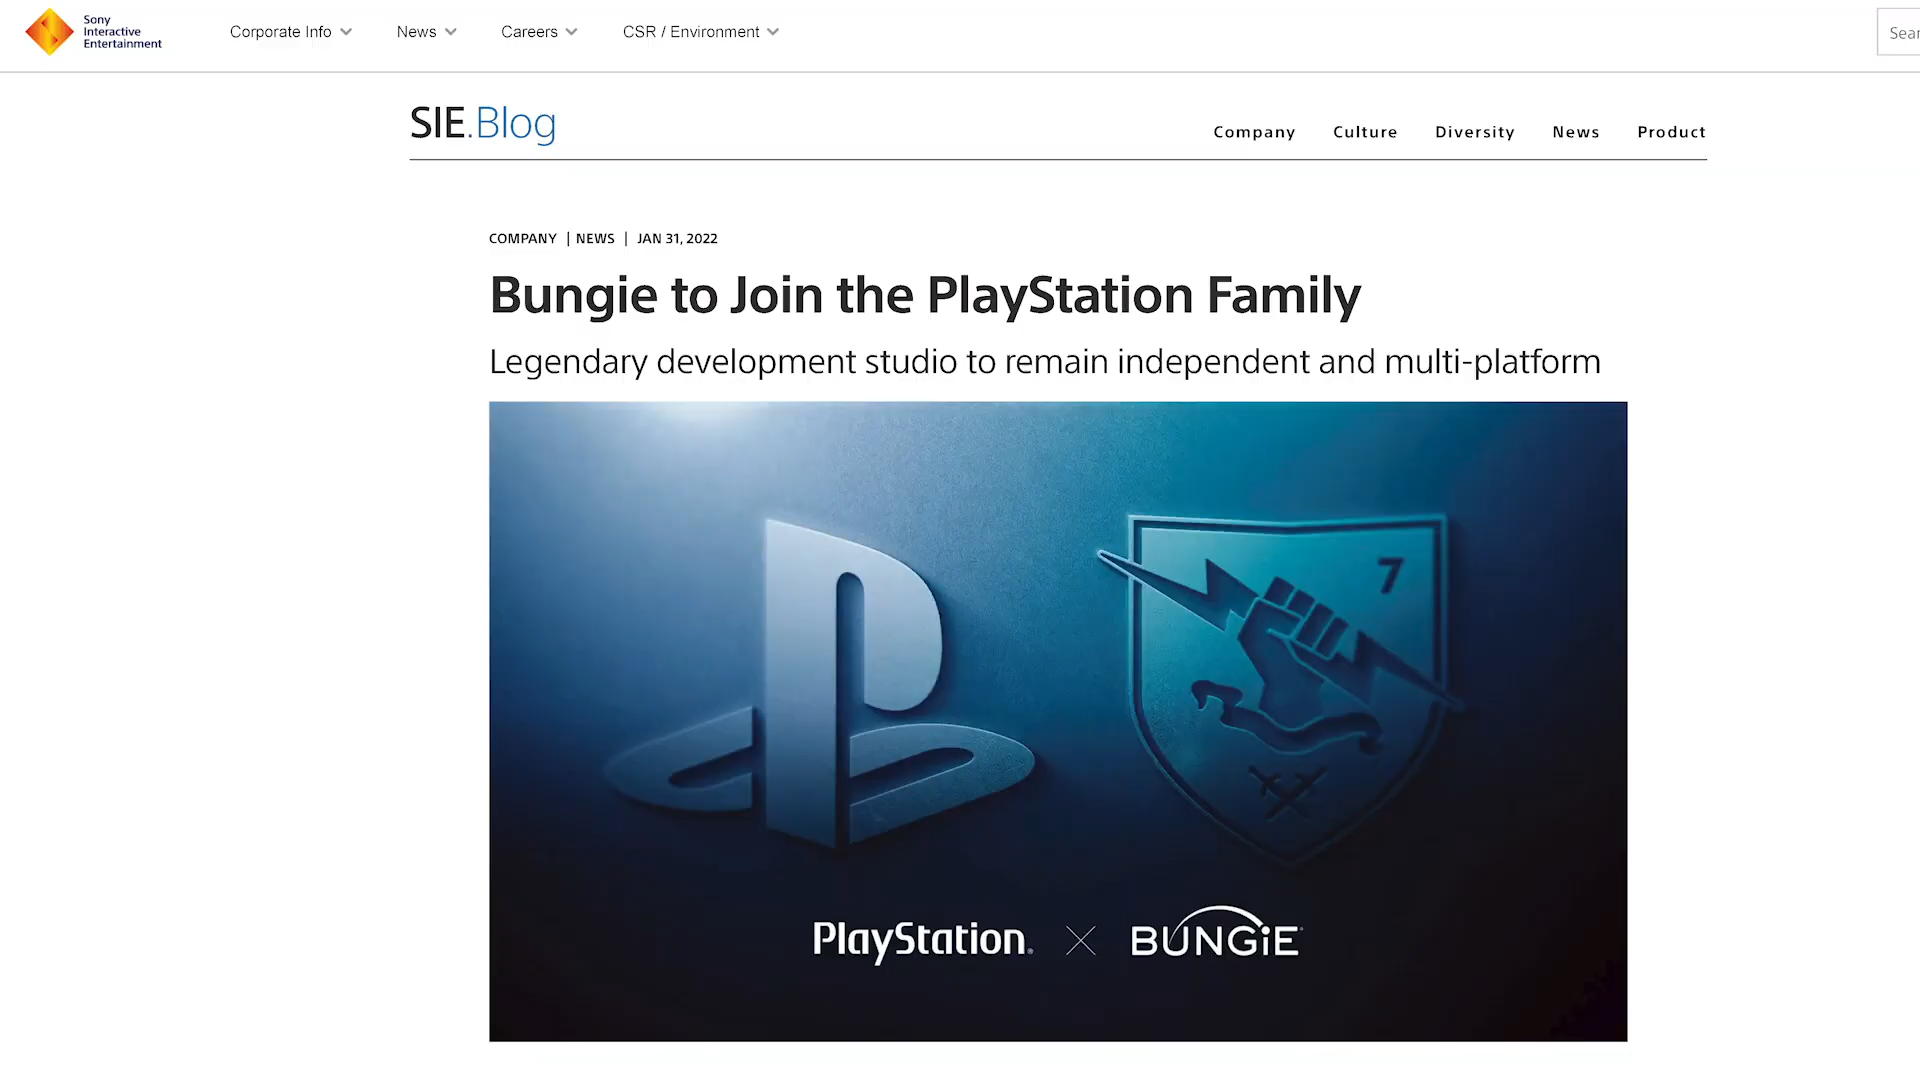 Sony
Interactive
Entertainment
Corporate Info
News
Careers
CSR / Environment
SIE.Blog
Company
Culture
Diversity
News
Product
COMPANY | NEWS | JAN 31, 2022
Bungie to Join the PlayStation Family
Legendary development studio to remain independent and multi-platform
7
PlayStation
BUNGiE